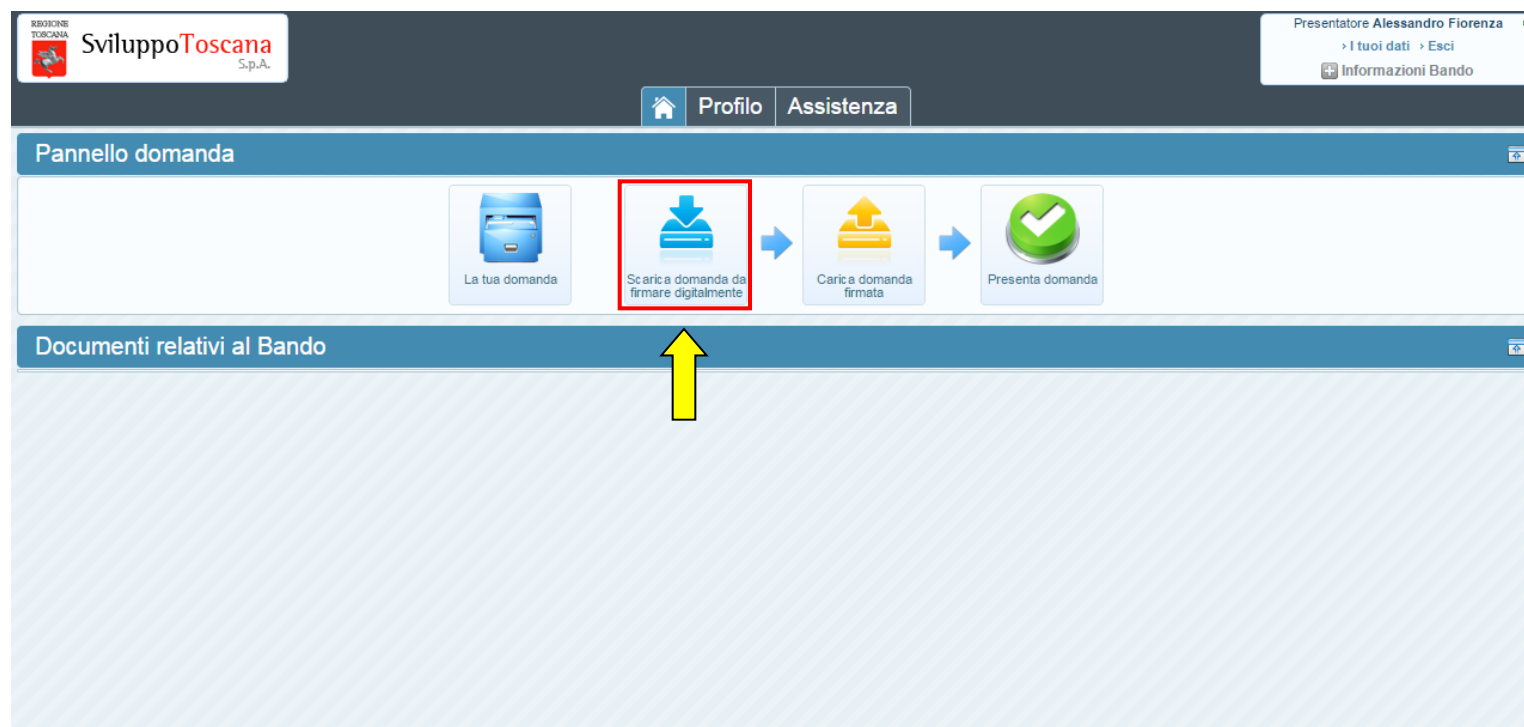 REGIONE
TOSCANA
SviluppoToscana
S.p.A.
Presentatore Alessandro Fiorenza
› I tuoi dati › Esci
Informazioni Bando
Profilo Assistenza
Pannello domanda
La tua domanda
Scarica domanda da
firmare digitalmente
Carica domanda
firmata
Presenta domanda
Documenti relativi al Bando